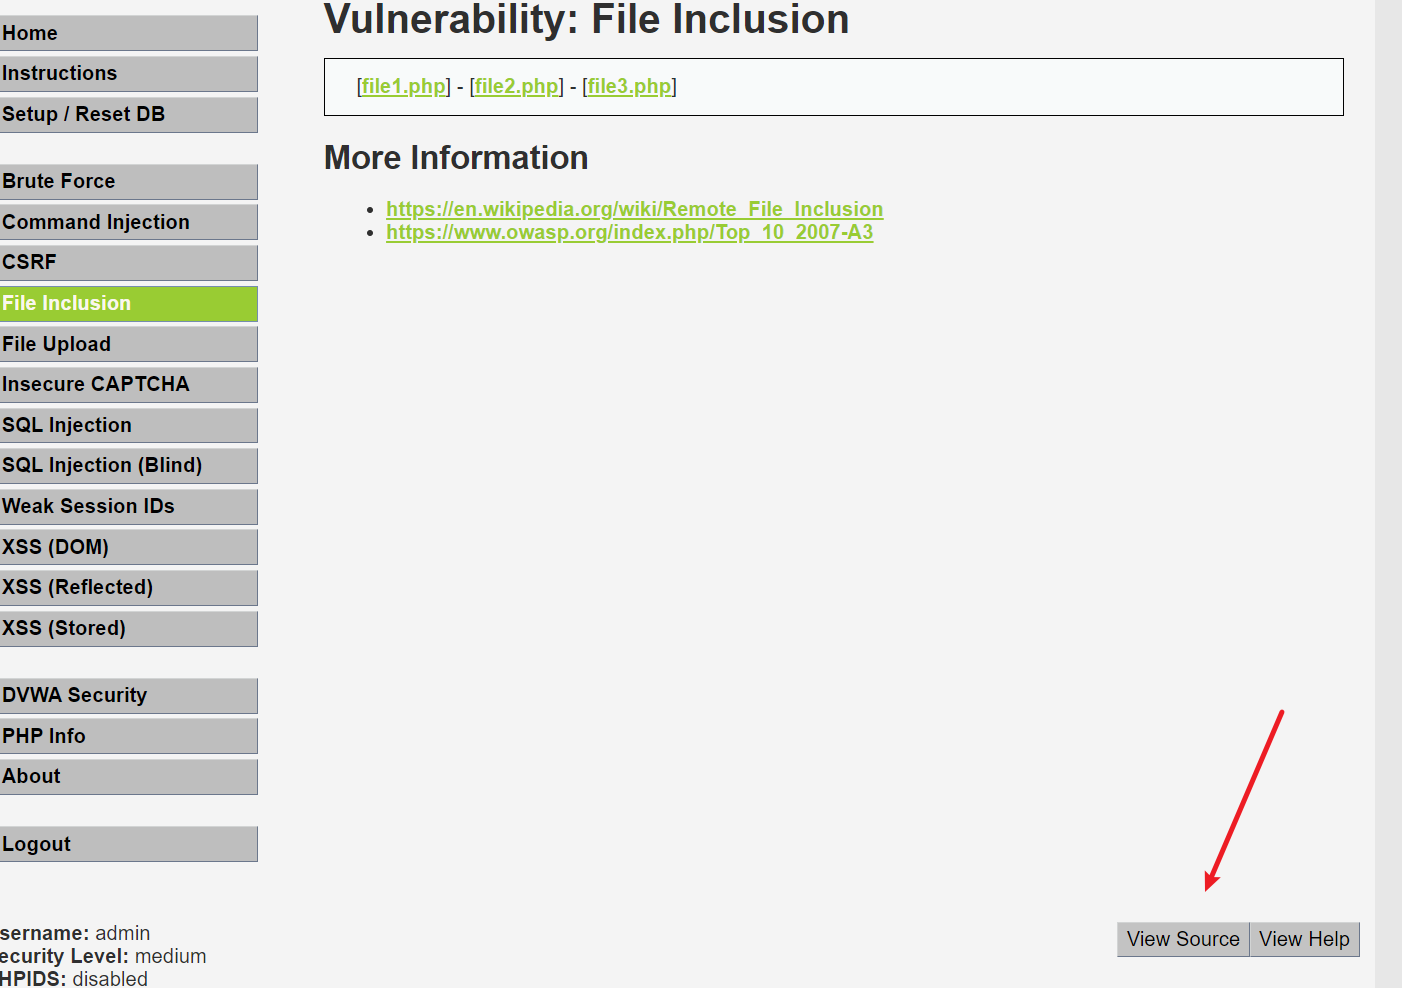 Home
Instructions
Setup / Reset DB
Brute Force
Command Injection
CSRF
File Inclusion
File Upload
Insecure CAPTCHA
SQL Injection
SQL Injection (Blind)
Weak Session IDs
XSS (DOM)
XSS (Reflected)
XSS (Stored)
DVWA Security
PHP Info
About
Logout
sername: admin
ecurity Level: medium
HPIDS: disabled
Vulnerability: File Inclusion
[file1.php] - [file2.php] - [file3.php]
More Information
• https://en.wikipedia.org/wiki/Remote_File_Inclusion
• https://www.owasp.org/index.php/Top_10_2007-A3
View Source View Help